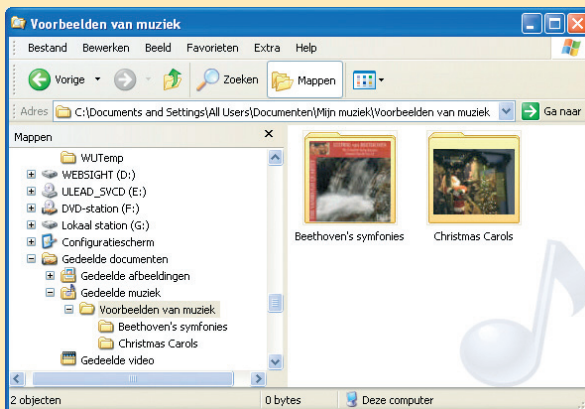 Voorbeelden van muziek
Bestand Bewerken Beeld Favorieten Extra Help
Vorige Zoeken Mappen
Adres C:\Documents and Settings\All Users\Documenten\Mijn muziek\Voorbeelden van muziek Ga naar
Mappen
WUTemp
WEBSIGHT (D:)
ULEAD_SVCD (E:)
DVD-station (F:)
Lokaal station (G:)
Configuratiescherm
Gedeelde documenten
Gedeelde afbeeldingen
Gedeelde muziek
Voorbeelden van muziek
Beethoven's symfonies
Christmas Carols
Gedeelde video
LUDWIG van BEETHOVEN
Beethoven's symfonies
Christmas Carols
2 objecten 0 bytes Deze computer